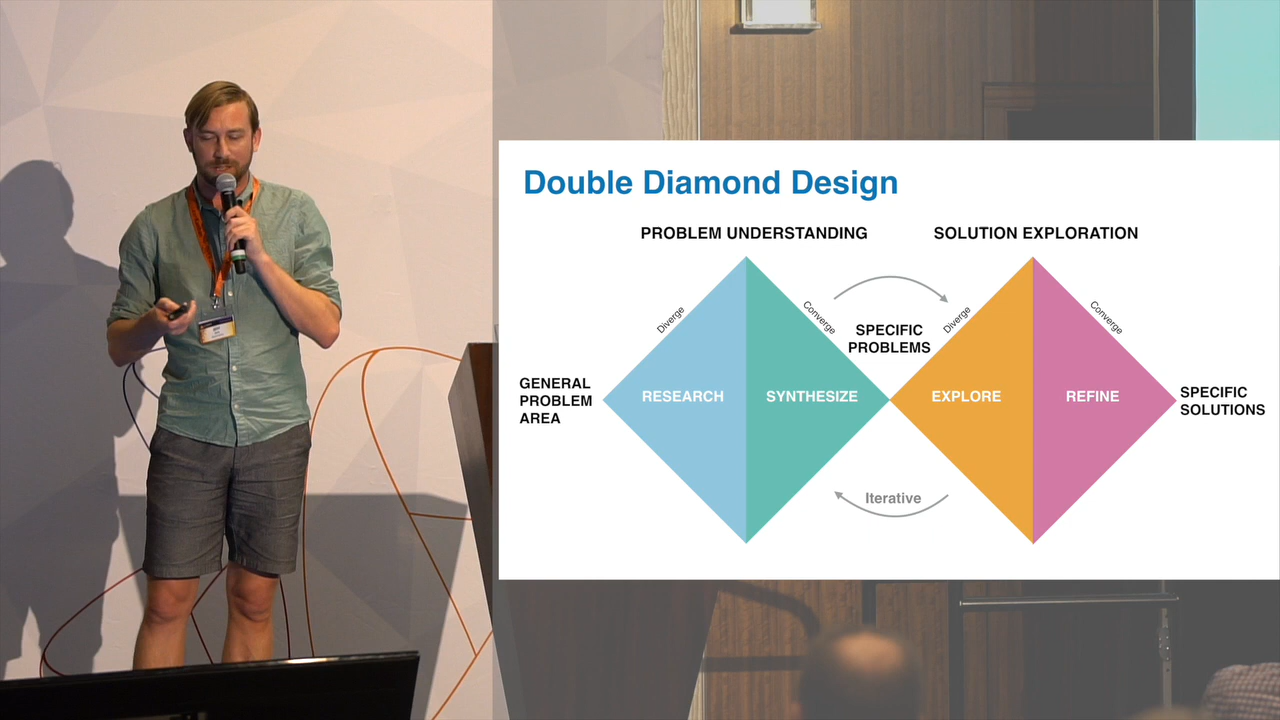 Double Diamond Design
PROBLEM UNDERSTANDING
SOLUTION EXPLORATION
Diverge
Converge
Diverge
Converge
SPECIFIC
PROBLEMS
GENERAL
PROBLEM
AREA
RESEARCH
SYNTHESIZE
EXPLORE
REFINE
SPECIFIC
SOLUTIONS
Iterative